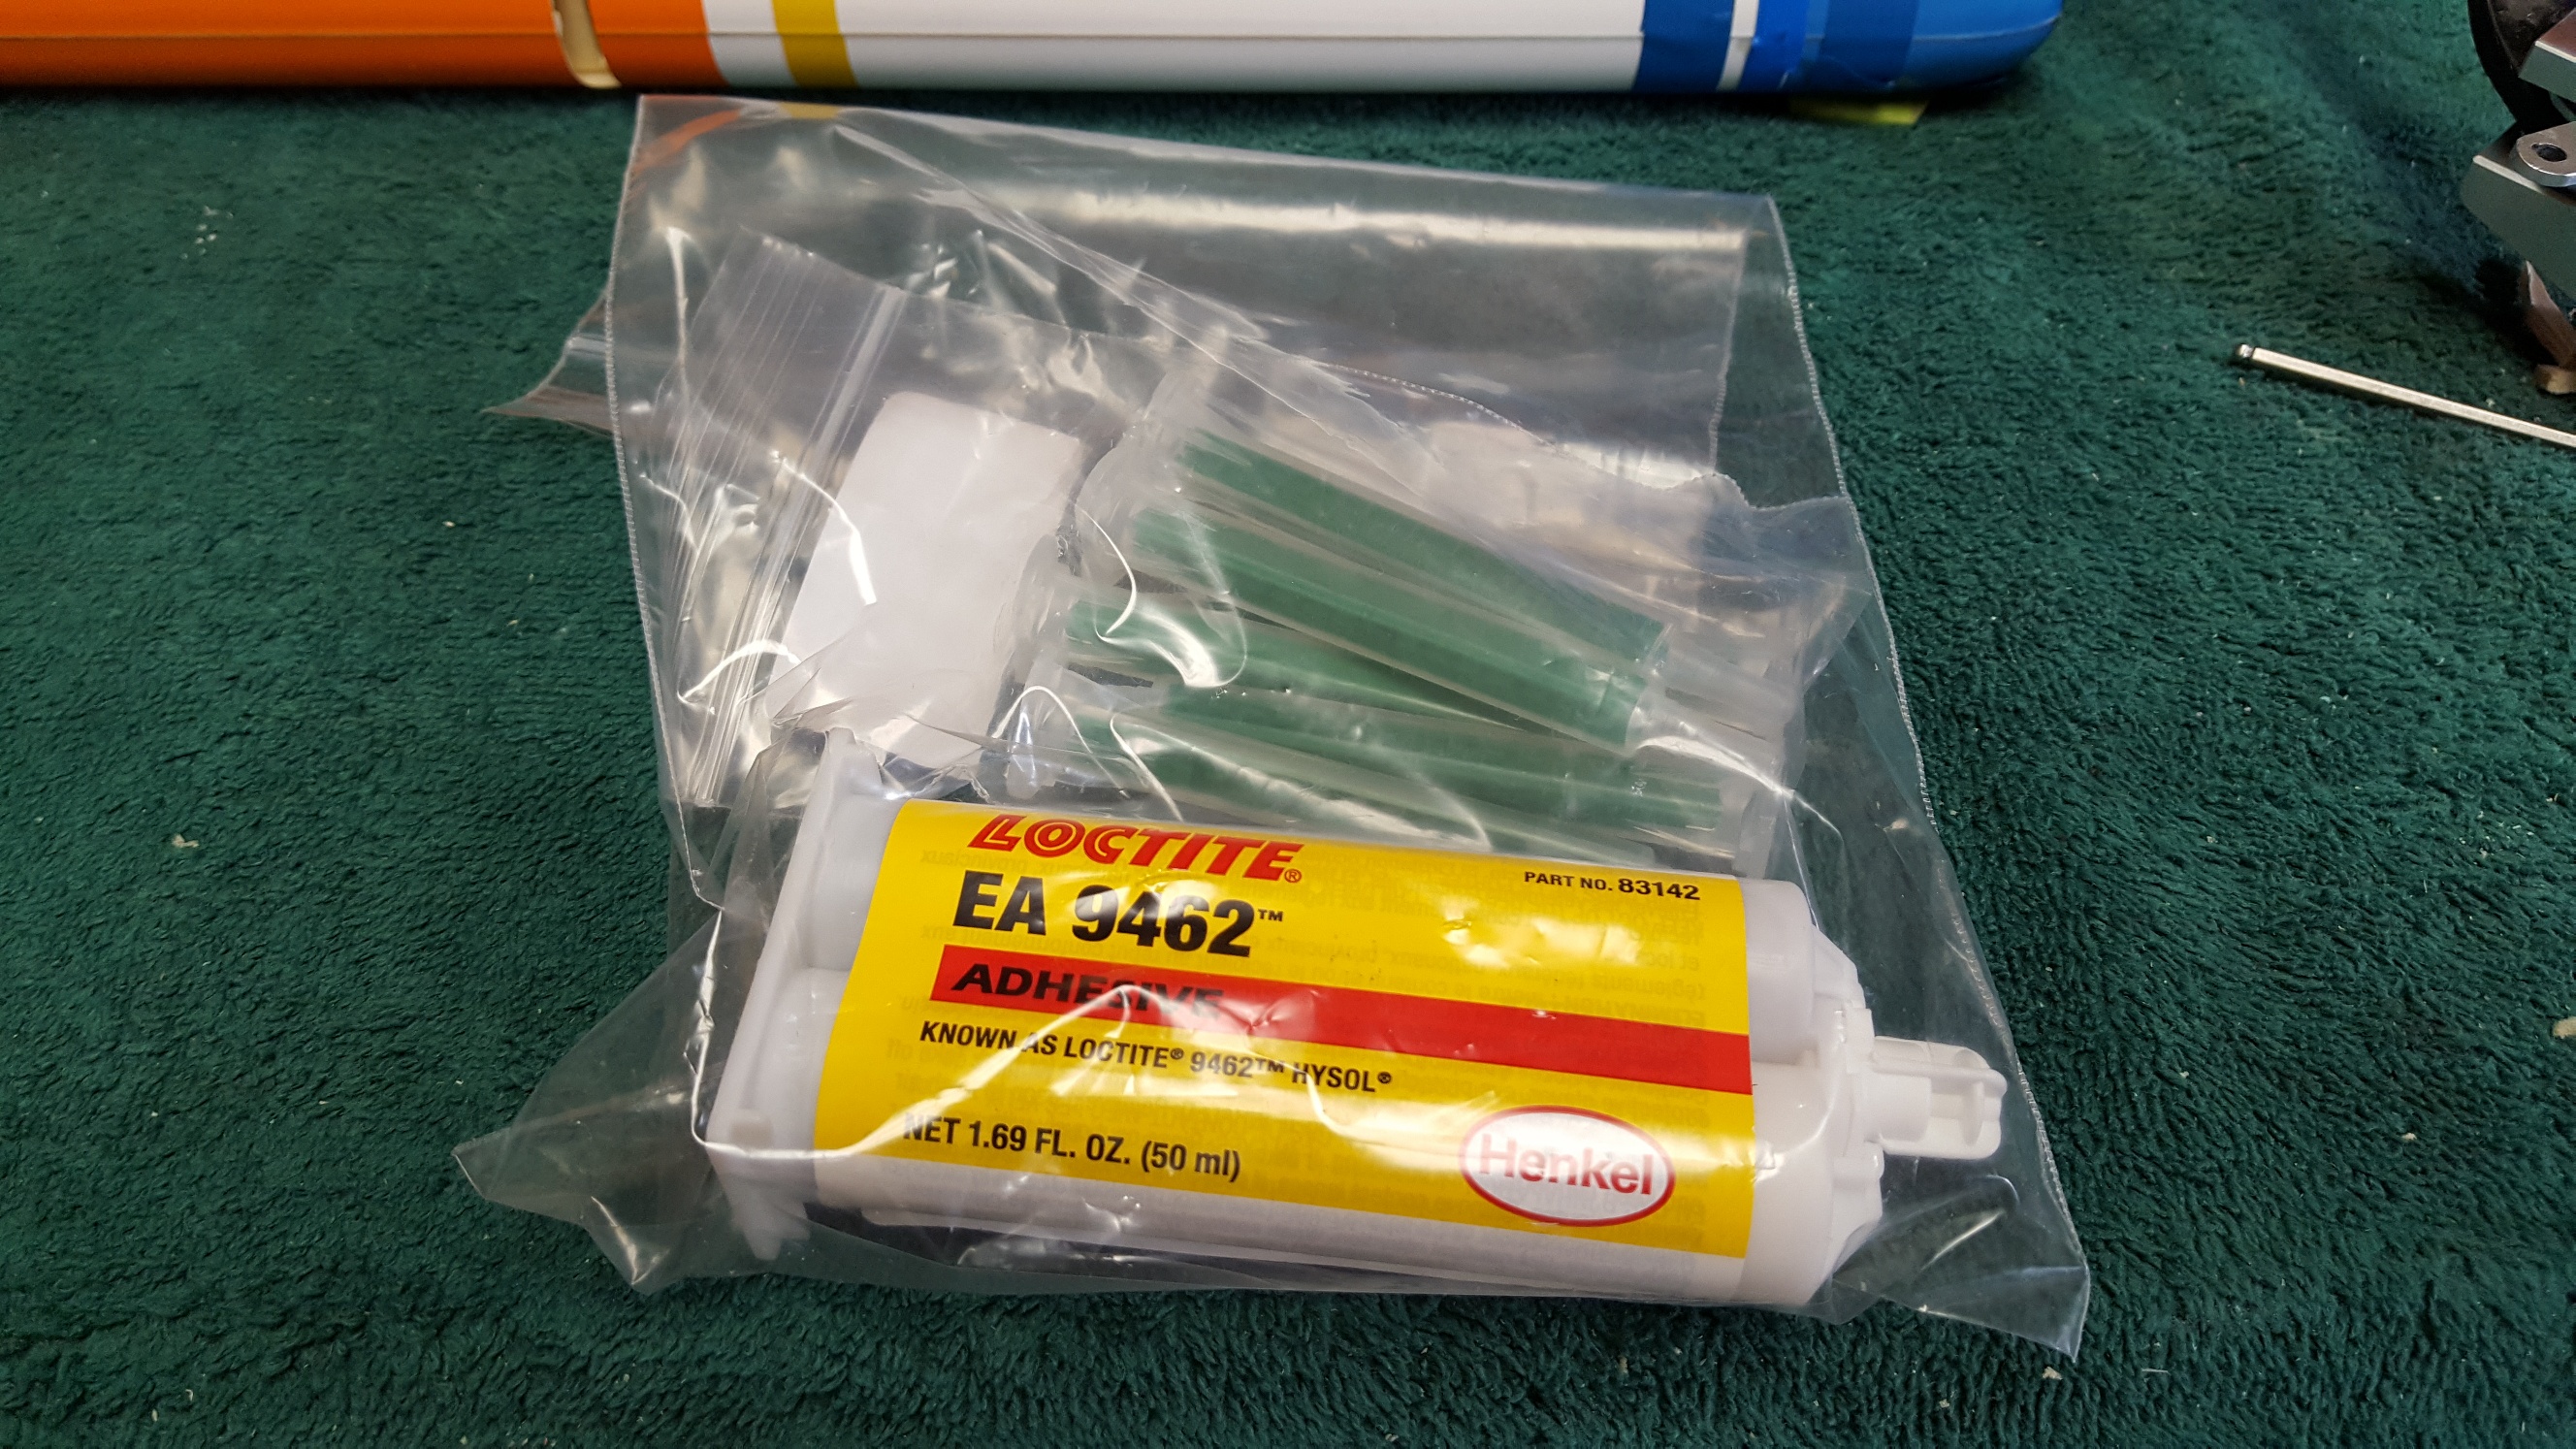 LOCTITE®
EA 9462™
PART NO. 83142
ADHESIVE
KNOWN AS LOCTITE® 9462™ HYSOL®
NET 1.69 FL. OZ. (50 ml)
Henkel